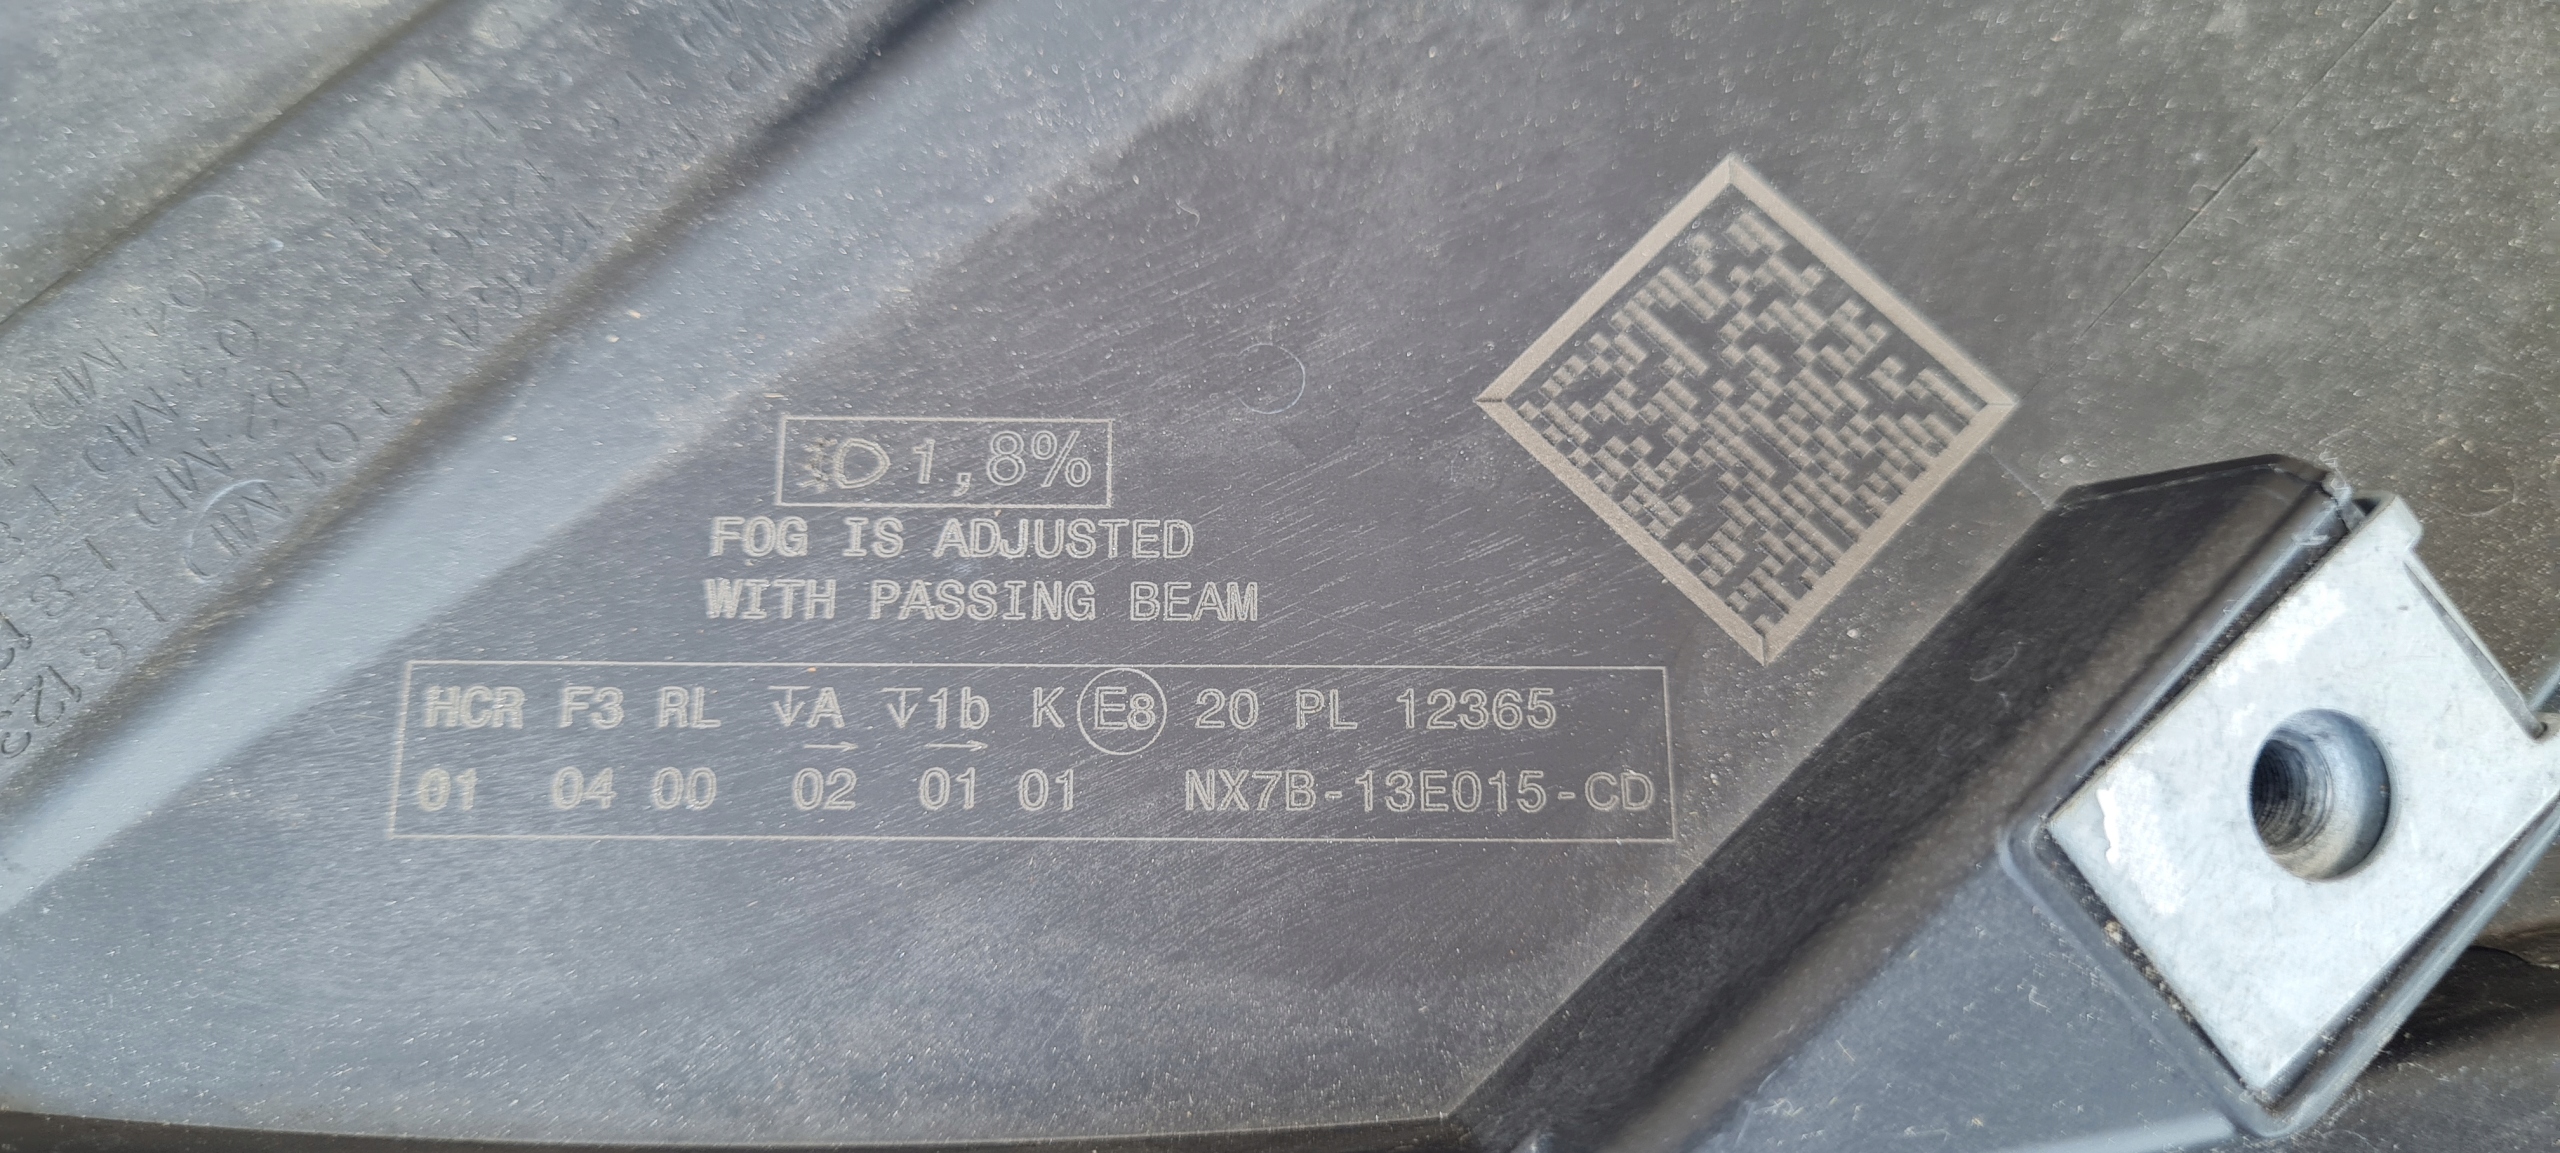 1,8%
FOG IS ADJUSTED
WITH PASSING BEAM
HCR F3 RL A 1b K E8 20 PL 12365
01 04 00 02 01 01 NX7B-13E015-CD